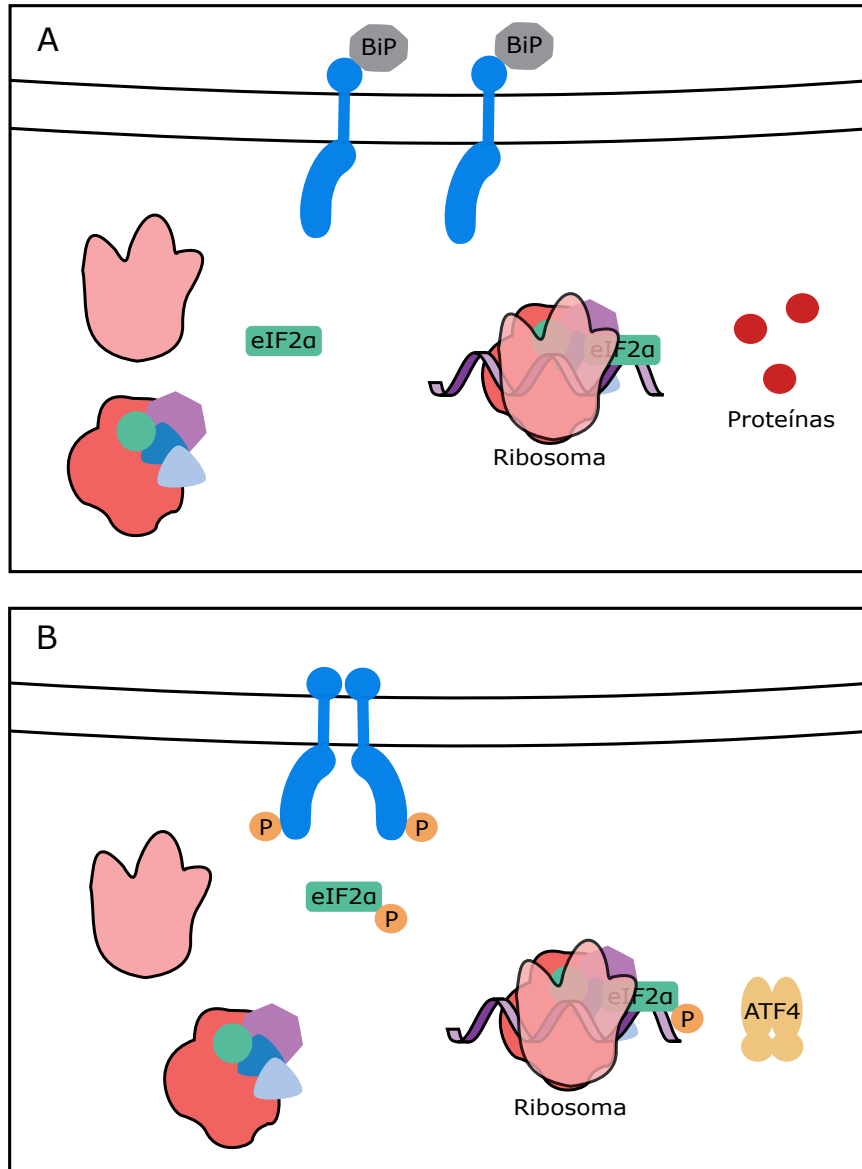 A
BiP
BiP
eIF2α
eIF2α
Proteínas
Ribosoma
B
P
P
eIF2α
P
eIF2α
P
ATF4
Ribosoma